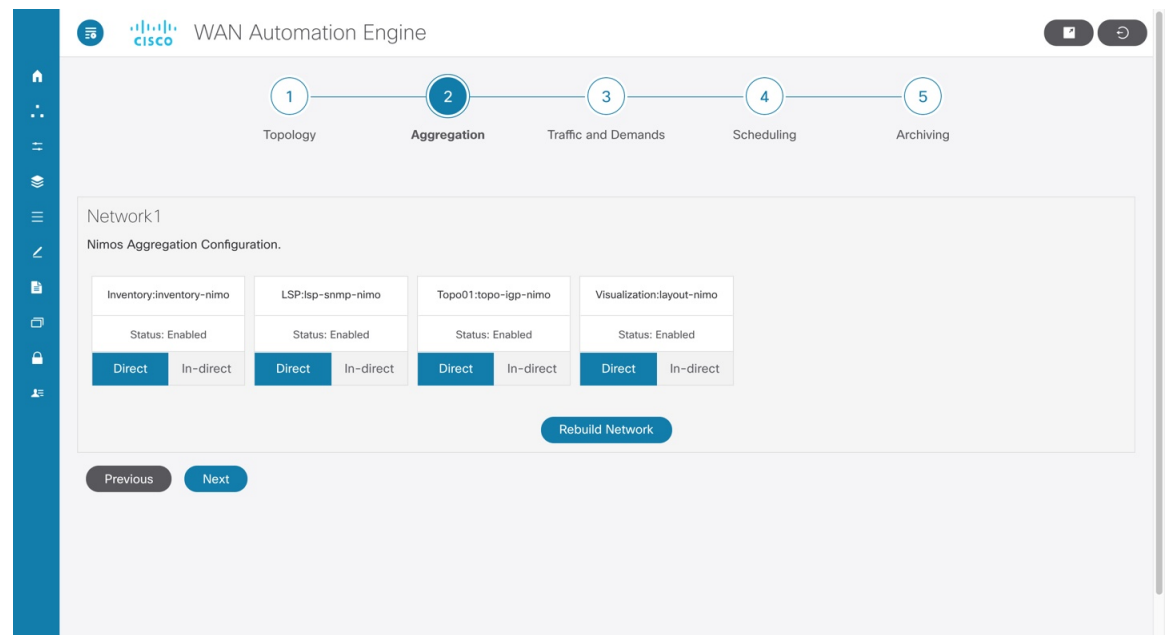 CISCO WAN Automation Engine
1 2 3 4 5
Topology Aggregation Traffic and Demands Scheduling Archiving
Network1
Nimos Aggregation Configuration.
Inventory:inventory-nimo LSP:lsp-snmp-nimo Topo01:topo-igp-nimo Visualization:layout-nimo
Status: Enabled Status: Enabled Status: Enabled Status: Enabled
Direct In-direct Direct In-direct Direct In-direct Direct In-direct
Rebuild Network
Previous Next